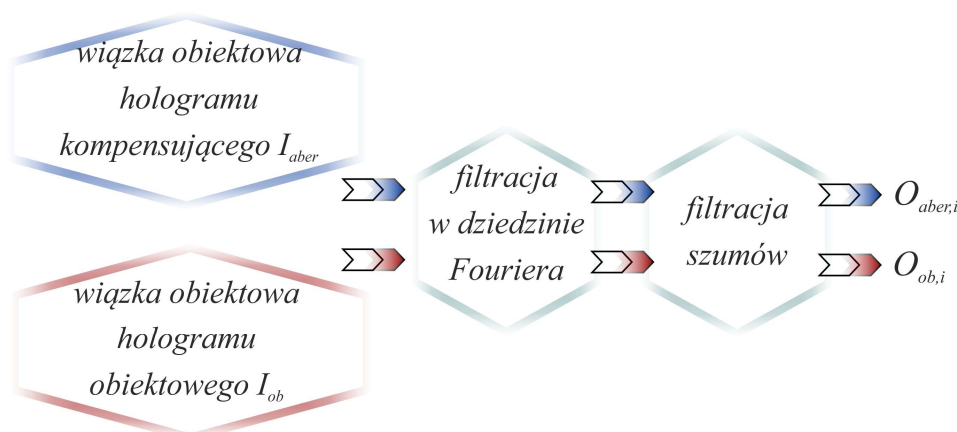 wiązka obiektowa
hologramu
kompensującego I_aber
wiązka obiektowa
hologramu
obiektowego I_ob
filtracja
w dziedzinie
Fouriera
filtracja
szumów
O_aber,i
O_ob,i